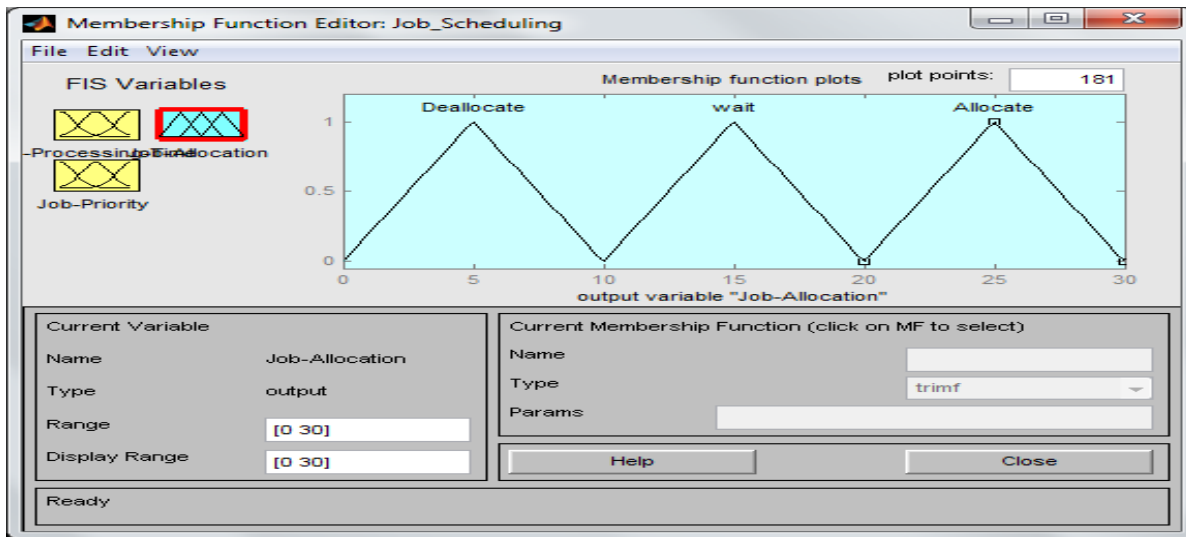 Membership Function Editor: Job_Scheduling
File Edit View
FIS Variables
Membership function plots plot points: 181
Deallocate wait Allocate
1
0.5
0
Job-Priority
0 5 10 15 20 25 30
output variable "Job-Allocation"
Current Variable
Name Job-Allocation
Type output
Range [0 30]
Display Range [0 30]
Current Membership Function (click on MF to select)
Name
Type trimf
Params
Help Close
Ready